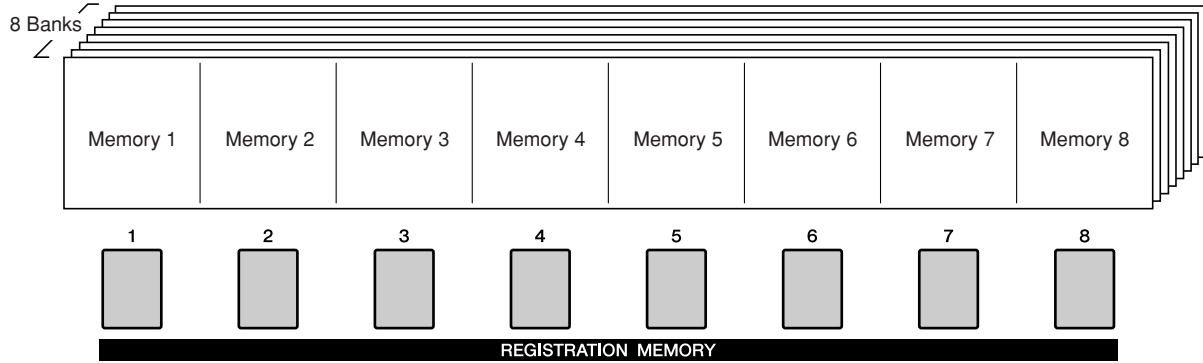 8 Banks
Memory 1 Memory 2 Memory 3 Memory 4 Memory 5 Memory 6 Memory 7 Memory 8
1 2 3 4 5 6 7 8
REGISTRATION MEMORY